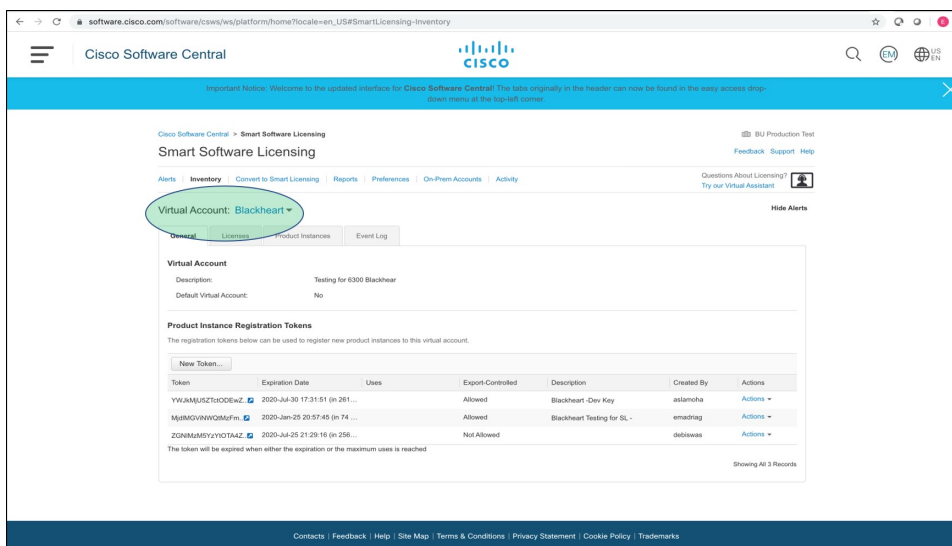 software.cisco.com/software/csws/ws/platform/home?locale=en_US#SmartLicensing-Inventory
E
Cisco Software Central
CISCO
EM
US
EN
Important Notice: Welcome to the updated interface for Cisco Software Central! The tabs originally in the header can now be found in the easy access drop-
down menu at the top-left corner.
Cisco Software Central > Smart Software Licensing
BU Production Test
Smart Software Licensing
Feedback Support Help
Alerts | Inventory | Convert to Smart Licensing | Reports | Preferences | On-Prem Accounts | Activity
Questions About Licensing?
Try our Virtual Assistant
Virtual Account: Blackheart
Hide Alerts
General Licenses Product Instances Event Log
Virtual Account
Description: Testing for 6300 Blackhear
Default Virtual Account: No
Product Instance Registration Tokens
The registration tokens below can be used to register new product instances to this virtual account.
New Token...
Token Expiration Date Uses Export-Controlled Description Created By Actions
YWJkMjU5ZTctODEwZ.. 2020-Jul-30 17:31:51 (in 261... Allowed Blackheart -Dev Key aslamoha Actions
MjdlMGViNWQtMzFm.. 2020-Jan-25 20:57:45 (in 74 ... Allowed Blackheart Testing for SL - emadriag Actions
ZGNlMzM5YzYtOTA4Z.. 2020-Jul-25 21:29:16 (in 256... Not Allowed debiswas Actions
The token will be expired when either the expiration or the maximum uses is reached
Showing All 3 Records
Contacts | Feedback | Help | Site Map | Terms & Conditions | Privacy Statement | Cookie Policy | Trademarks